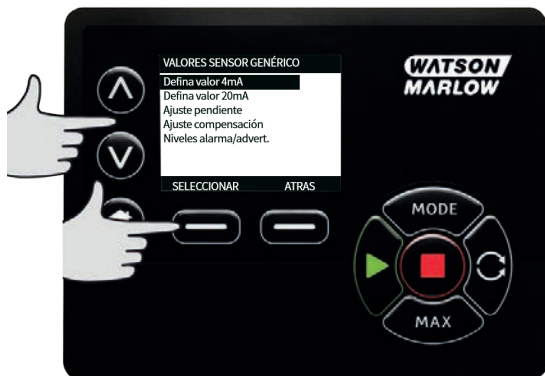 VALORES SENSOR GENÉRICO
Defina valor 4mA
Defina valor 20mA
Ajuste pendiente
Ajuste compensación
Niveles alarma/advert.
SELECCIONAR ATRAS
WATSON
MARLOW
MODE
MAX